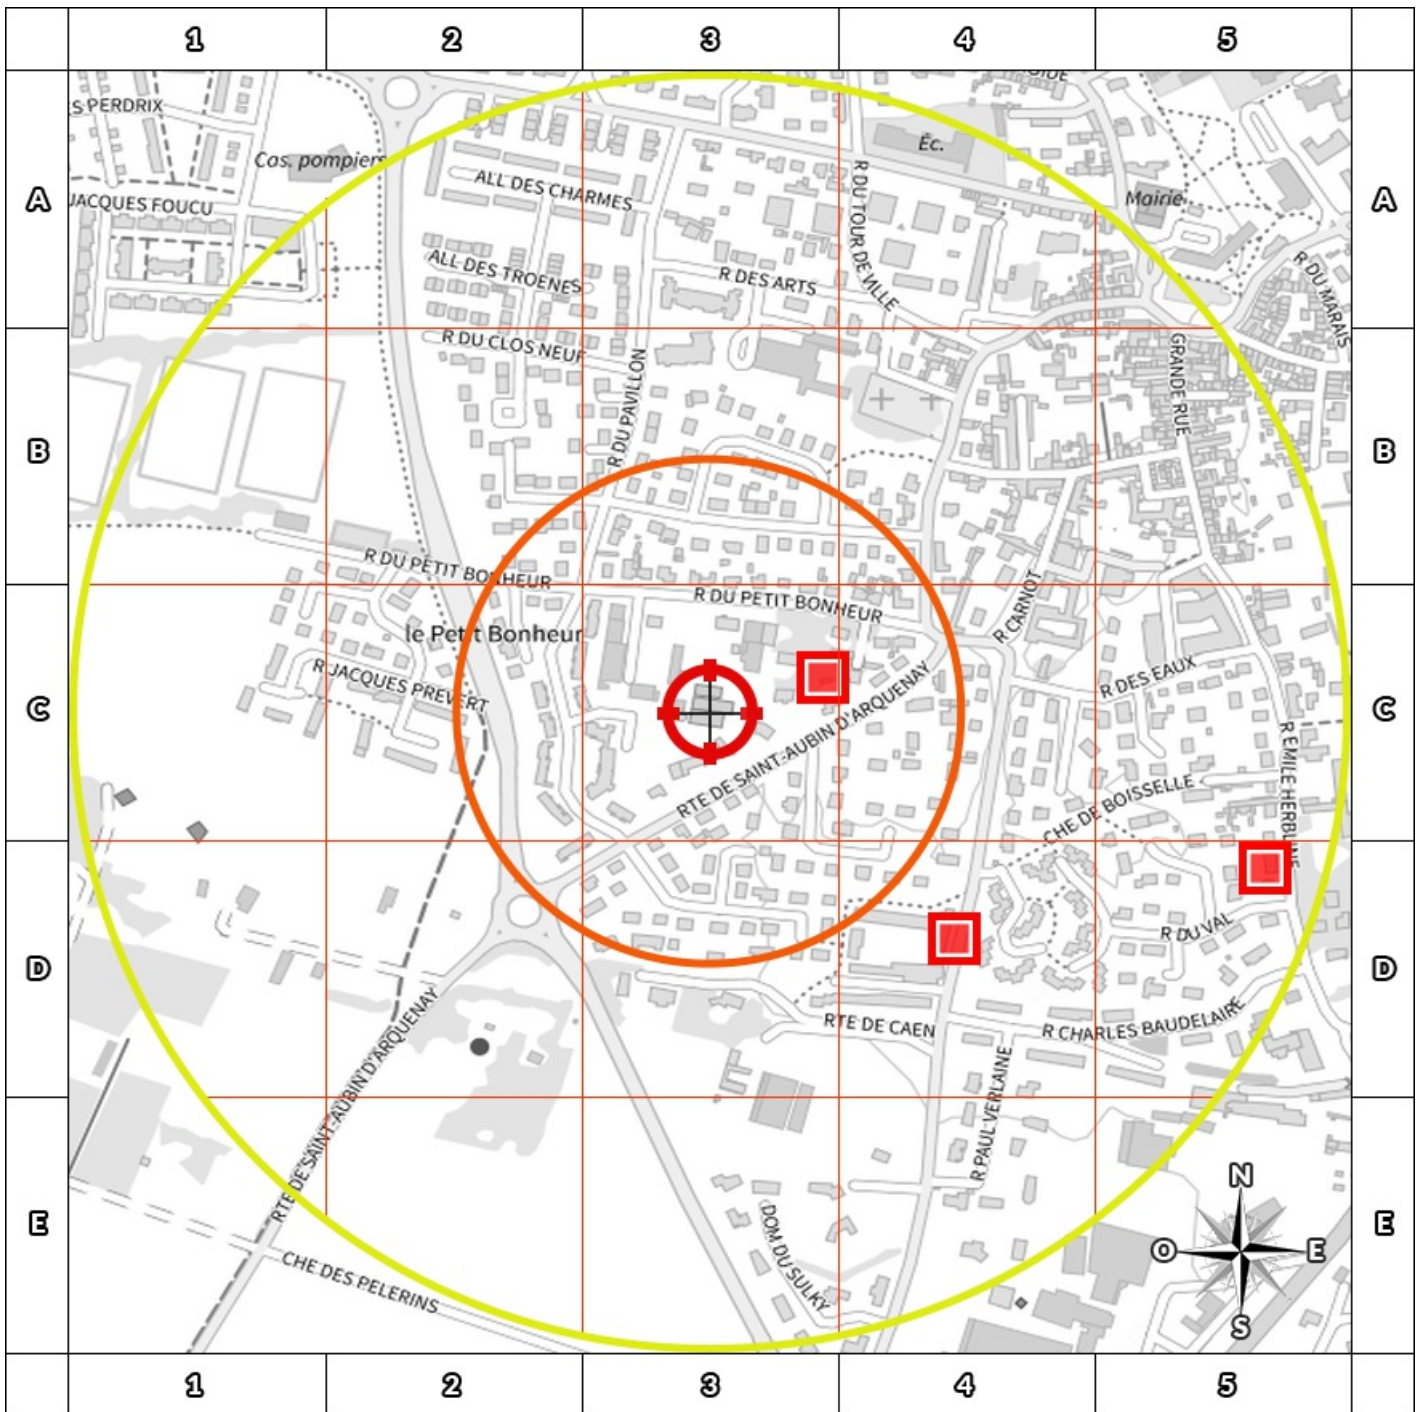 1 2 3 4 5
S PERDRIX
OIDE
Cas. pompiers
Éc.
A
ALL DES CHARMES
Mairie
A
JACQUES FOUCU
R DU TOUR DE VILLE
ALL DES TROENES
R DES ARTS
R DU MARAIS
R DU CLOS NEUF
GRANDE RUE
R DU PAVILLON
B
B
R DU PETIT BONHEUR
R DU PETIT BONHEUR
R CARNOT
le Petit Bonheur
R DES EAUX
R JACQUES PREVERT
C
C
RTE DE SAINT-AUBIN D'ARQUENAY
R EMILE HERBLINE
CHE DE BOISSELLE
R DU VAL
D
D
RTE DE CAEN
R CHARLES BAUDELAIRE
RTE DE SAINT-AUBIN D'ARQUENAY
R PAUL VERLAINE
N
E
O
E
E
DOM DU SULKY
CHE DES PELERINS
S
1 2 3 4 5